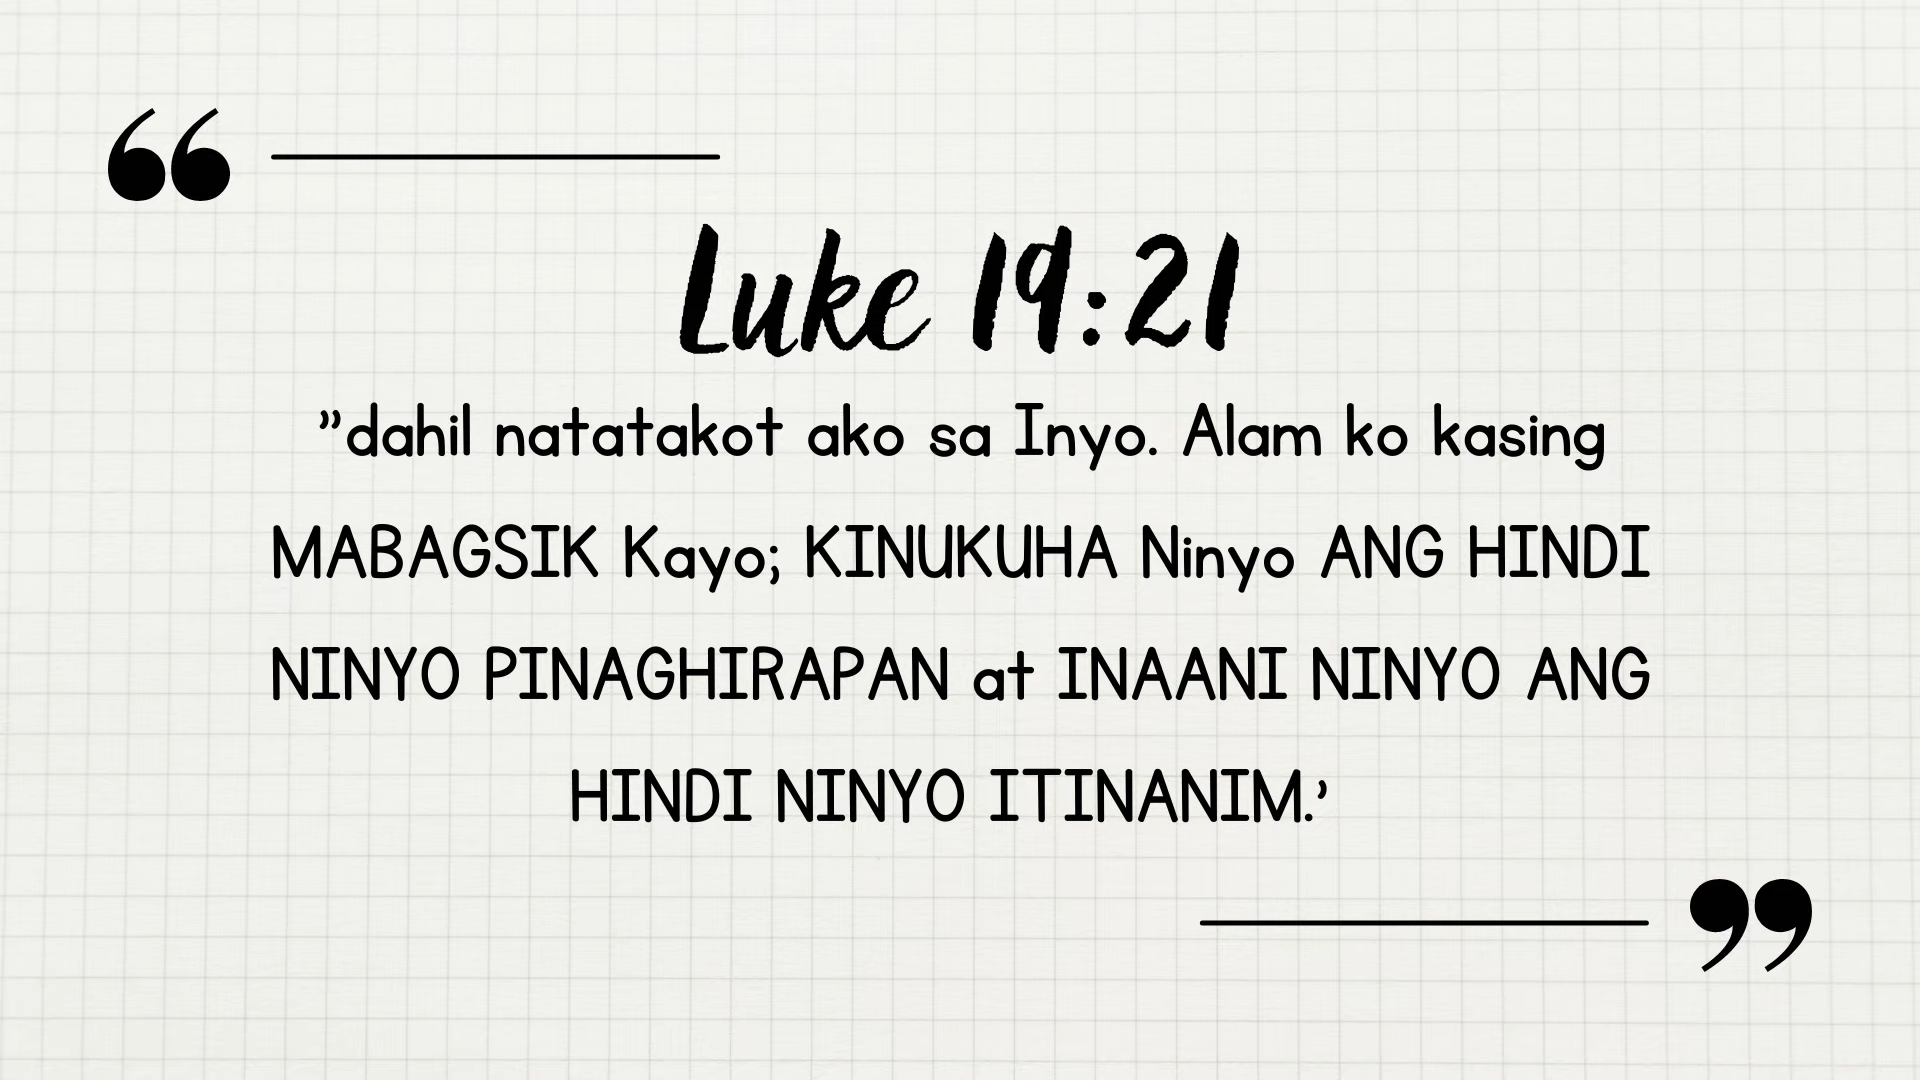 “
Luke 19:21
”dahil natatakot ako sa Inyo. Alam ko kasing
MABAGSIK Kayo; KINUKUHA Ninyo ANG HINDI
NINYO PINAGHIRAPAN at INAANI NINYO ANG
HINDI NINYO ITINANIM.’
”